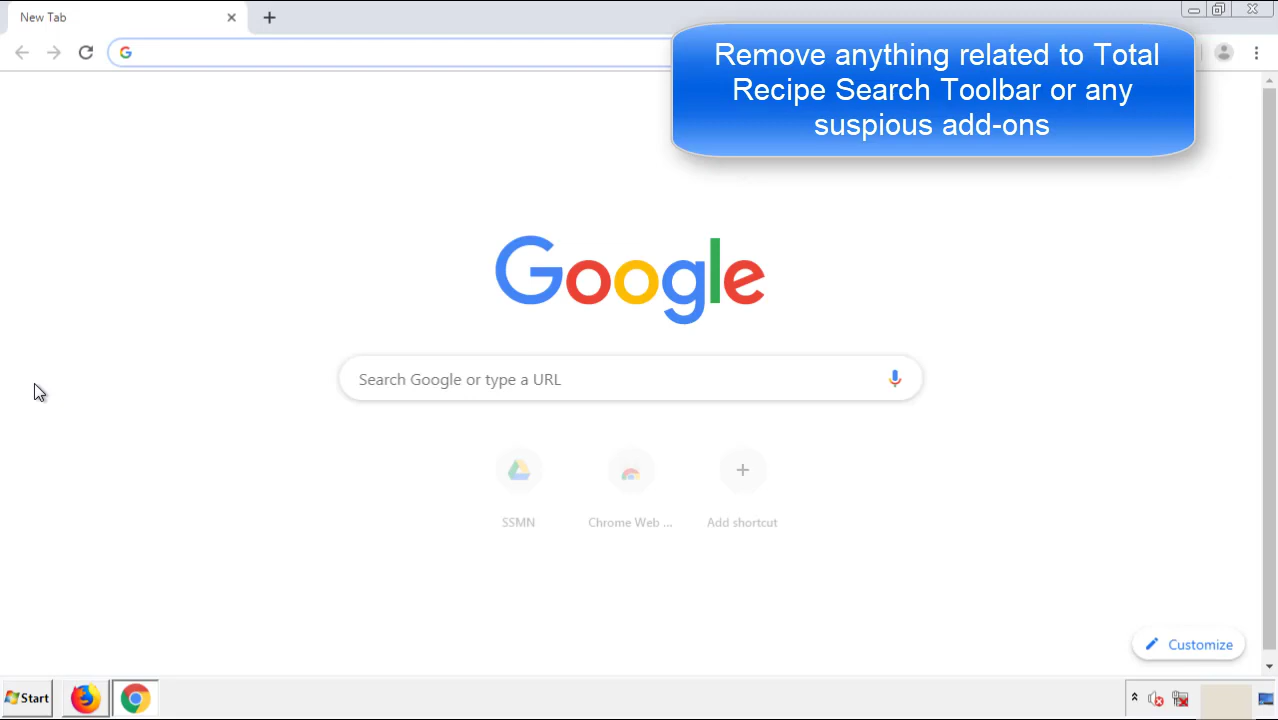 New Tab
Remove anything related to Total
Recipe Search Toolbar or any
suspious add-ons
Google
Search Google or type a URL
SSMN
Chrome Web ...
Add shortcut
Customize
Start